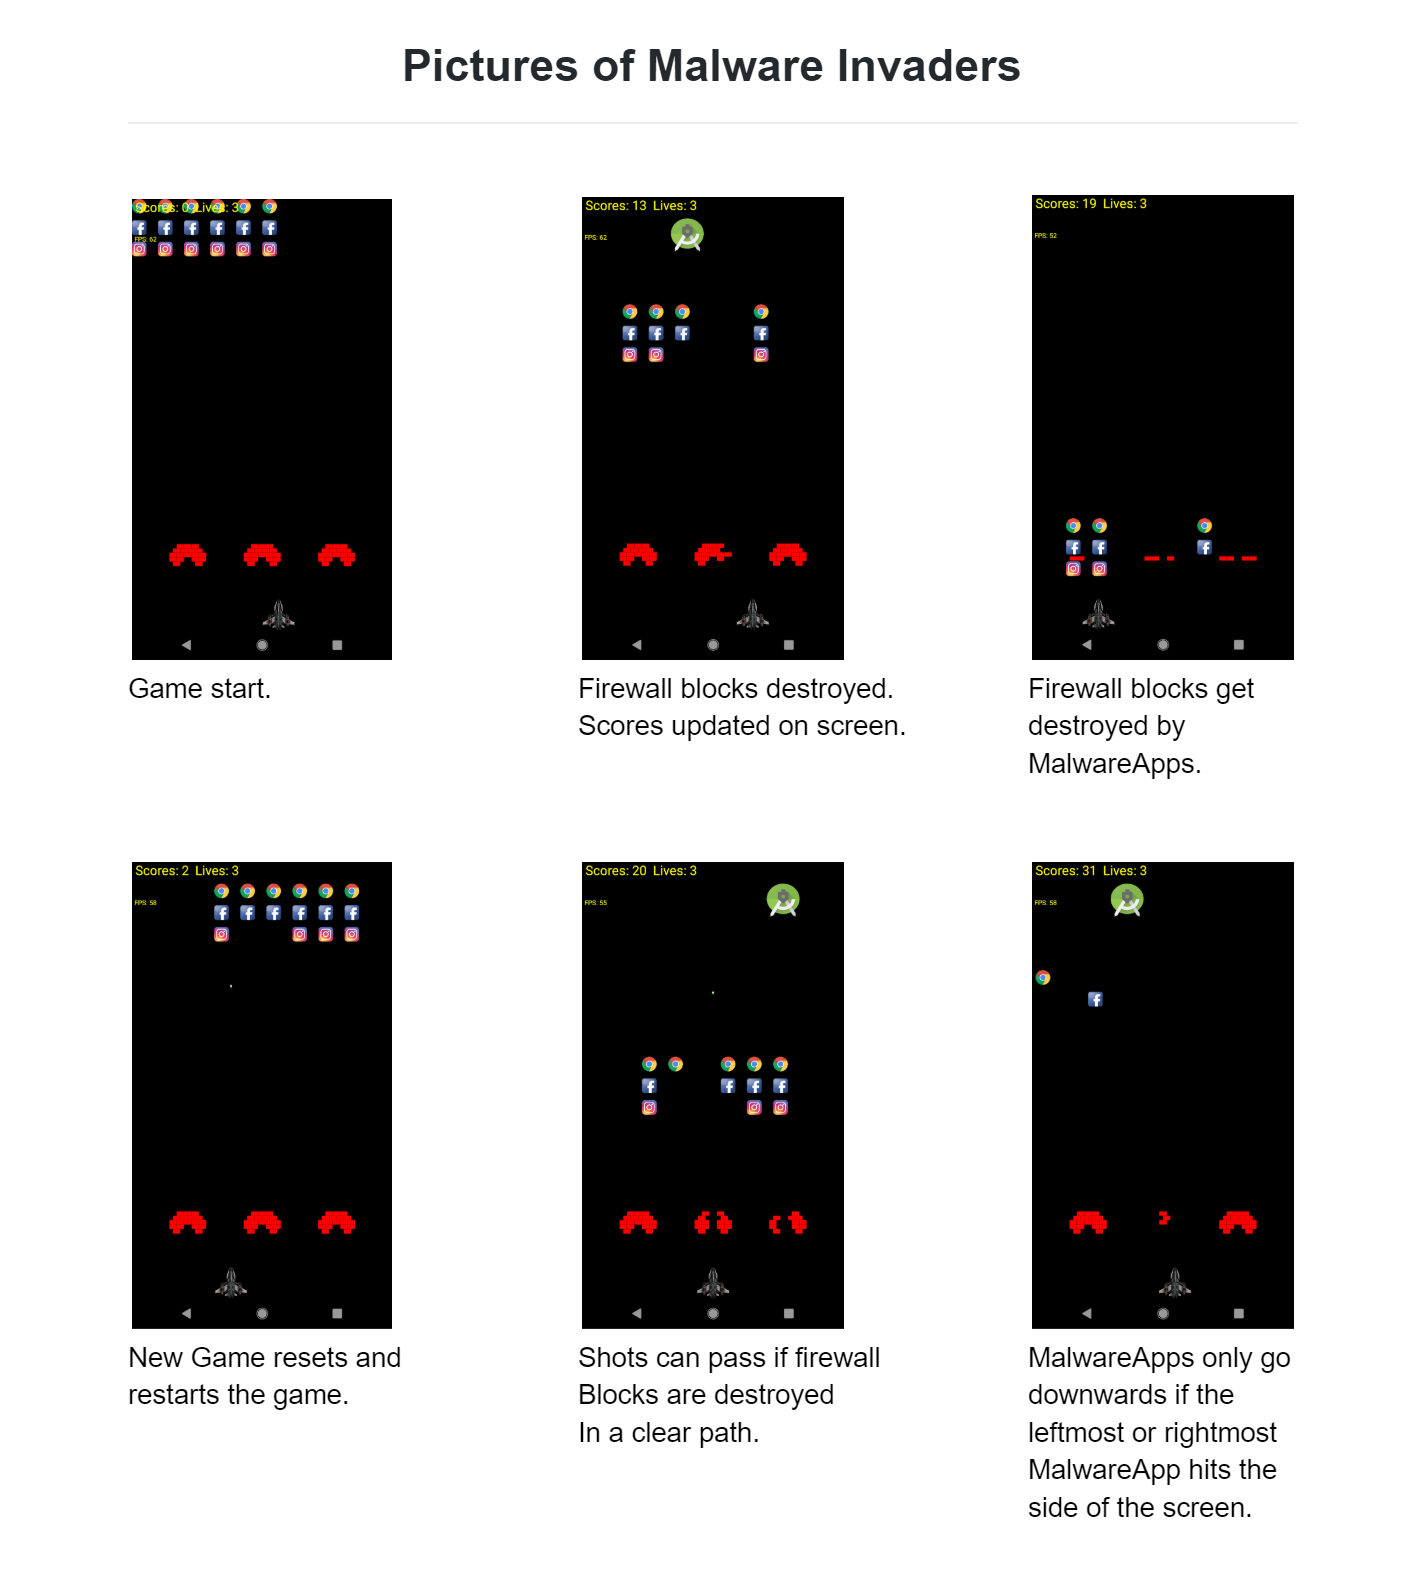 Pictures of Malware Invaders
Scores: 0 Lives: 3
FPS: 62
Scores: 13 Lives: 3
FPS: 62
Scores: 19 Lives: 3
FPS: 52
Game start.
Firewall blocks destroyed.
Scores updated on screen.
Firewall blocks get
destroyed by
MalwareApps.
Scores: 2 Lives: 3
FPS: 58
Scores: 20 Lives: 3
FPS: 55
Scores: 31 Lives: 3
FPS: 58
New Game resets and
restarts the game.
Shots can pass if firewall
Blocks are destroyed
In a clear path.
MalwareApps only go
downwards if the
leftmost or rightmost
MalwareApp hits the
side of the screen.